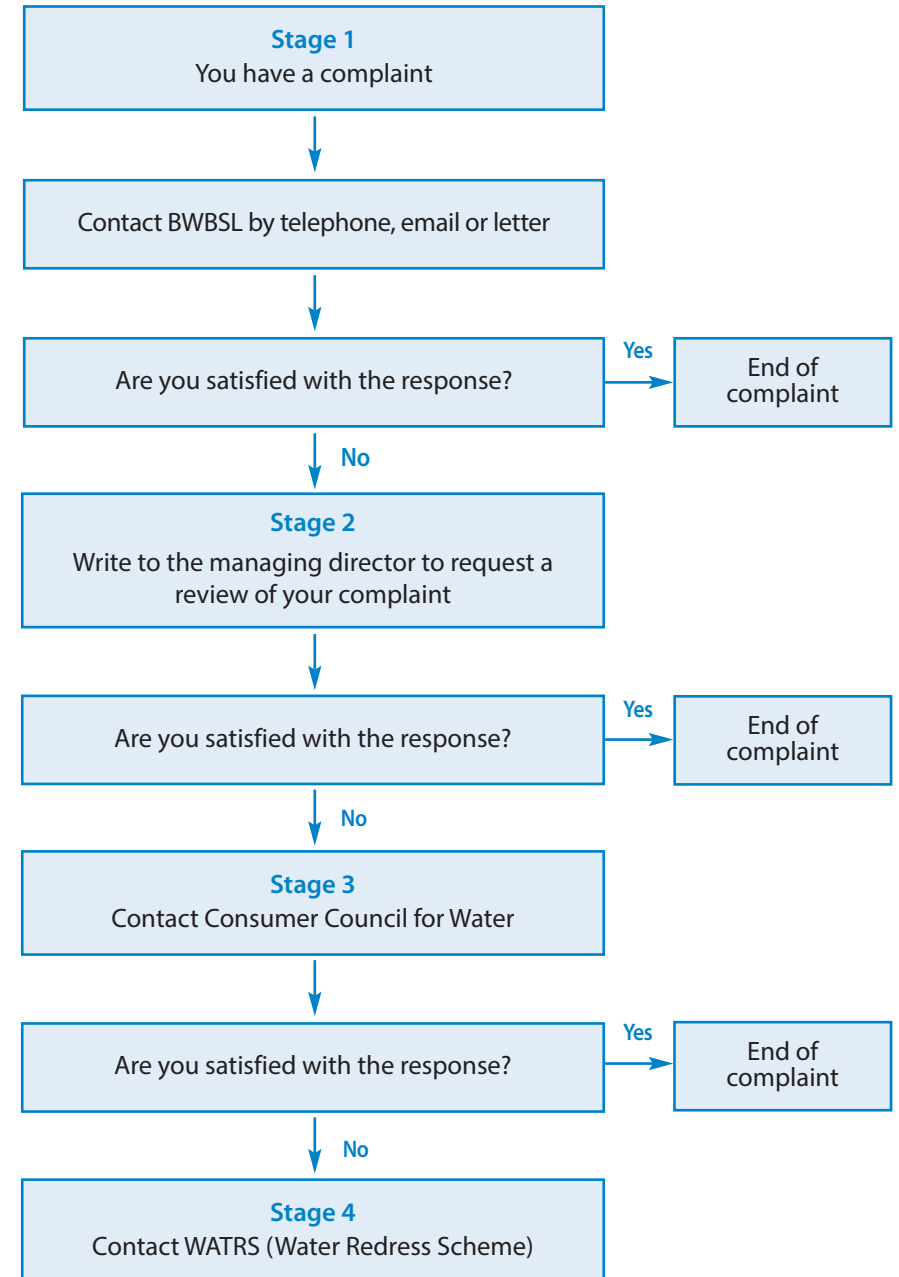 Stage 1
You have a complaint
Contact BWBSL by telephone, email or letter
Are you satisfied with the response?
Yes
End of
complaint
No
Stage 2
Write to the managing director to request a
review of your complaint
Are you satisfied with the response?
Yes
End of
complaint
No
Stage 3
Contact Consumer Council for Water
Are you satisfied with the response?
Yes
End of
complaint
No
Stage 4
Contact WATRS (Water Redress Scheme)